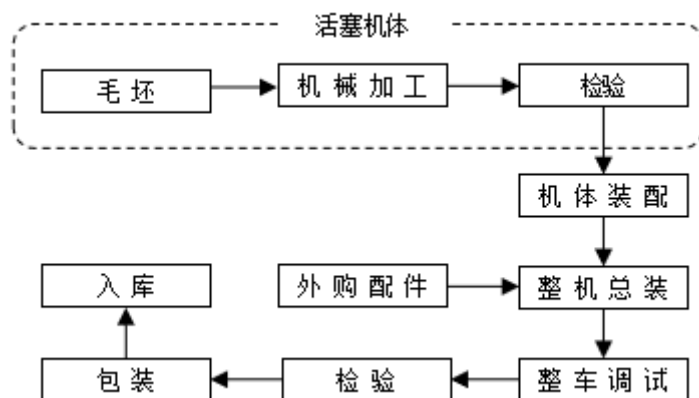 活塞机体
毛坯
机械加工
检验
机体装配
入库
外购配件
整机总装
包装
检验
整车调试